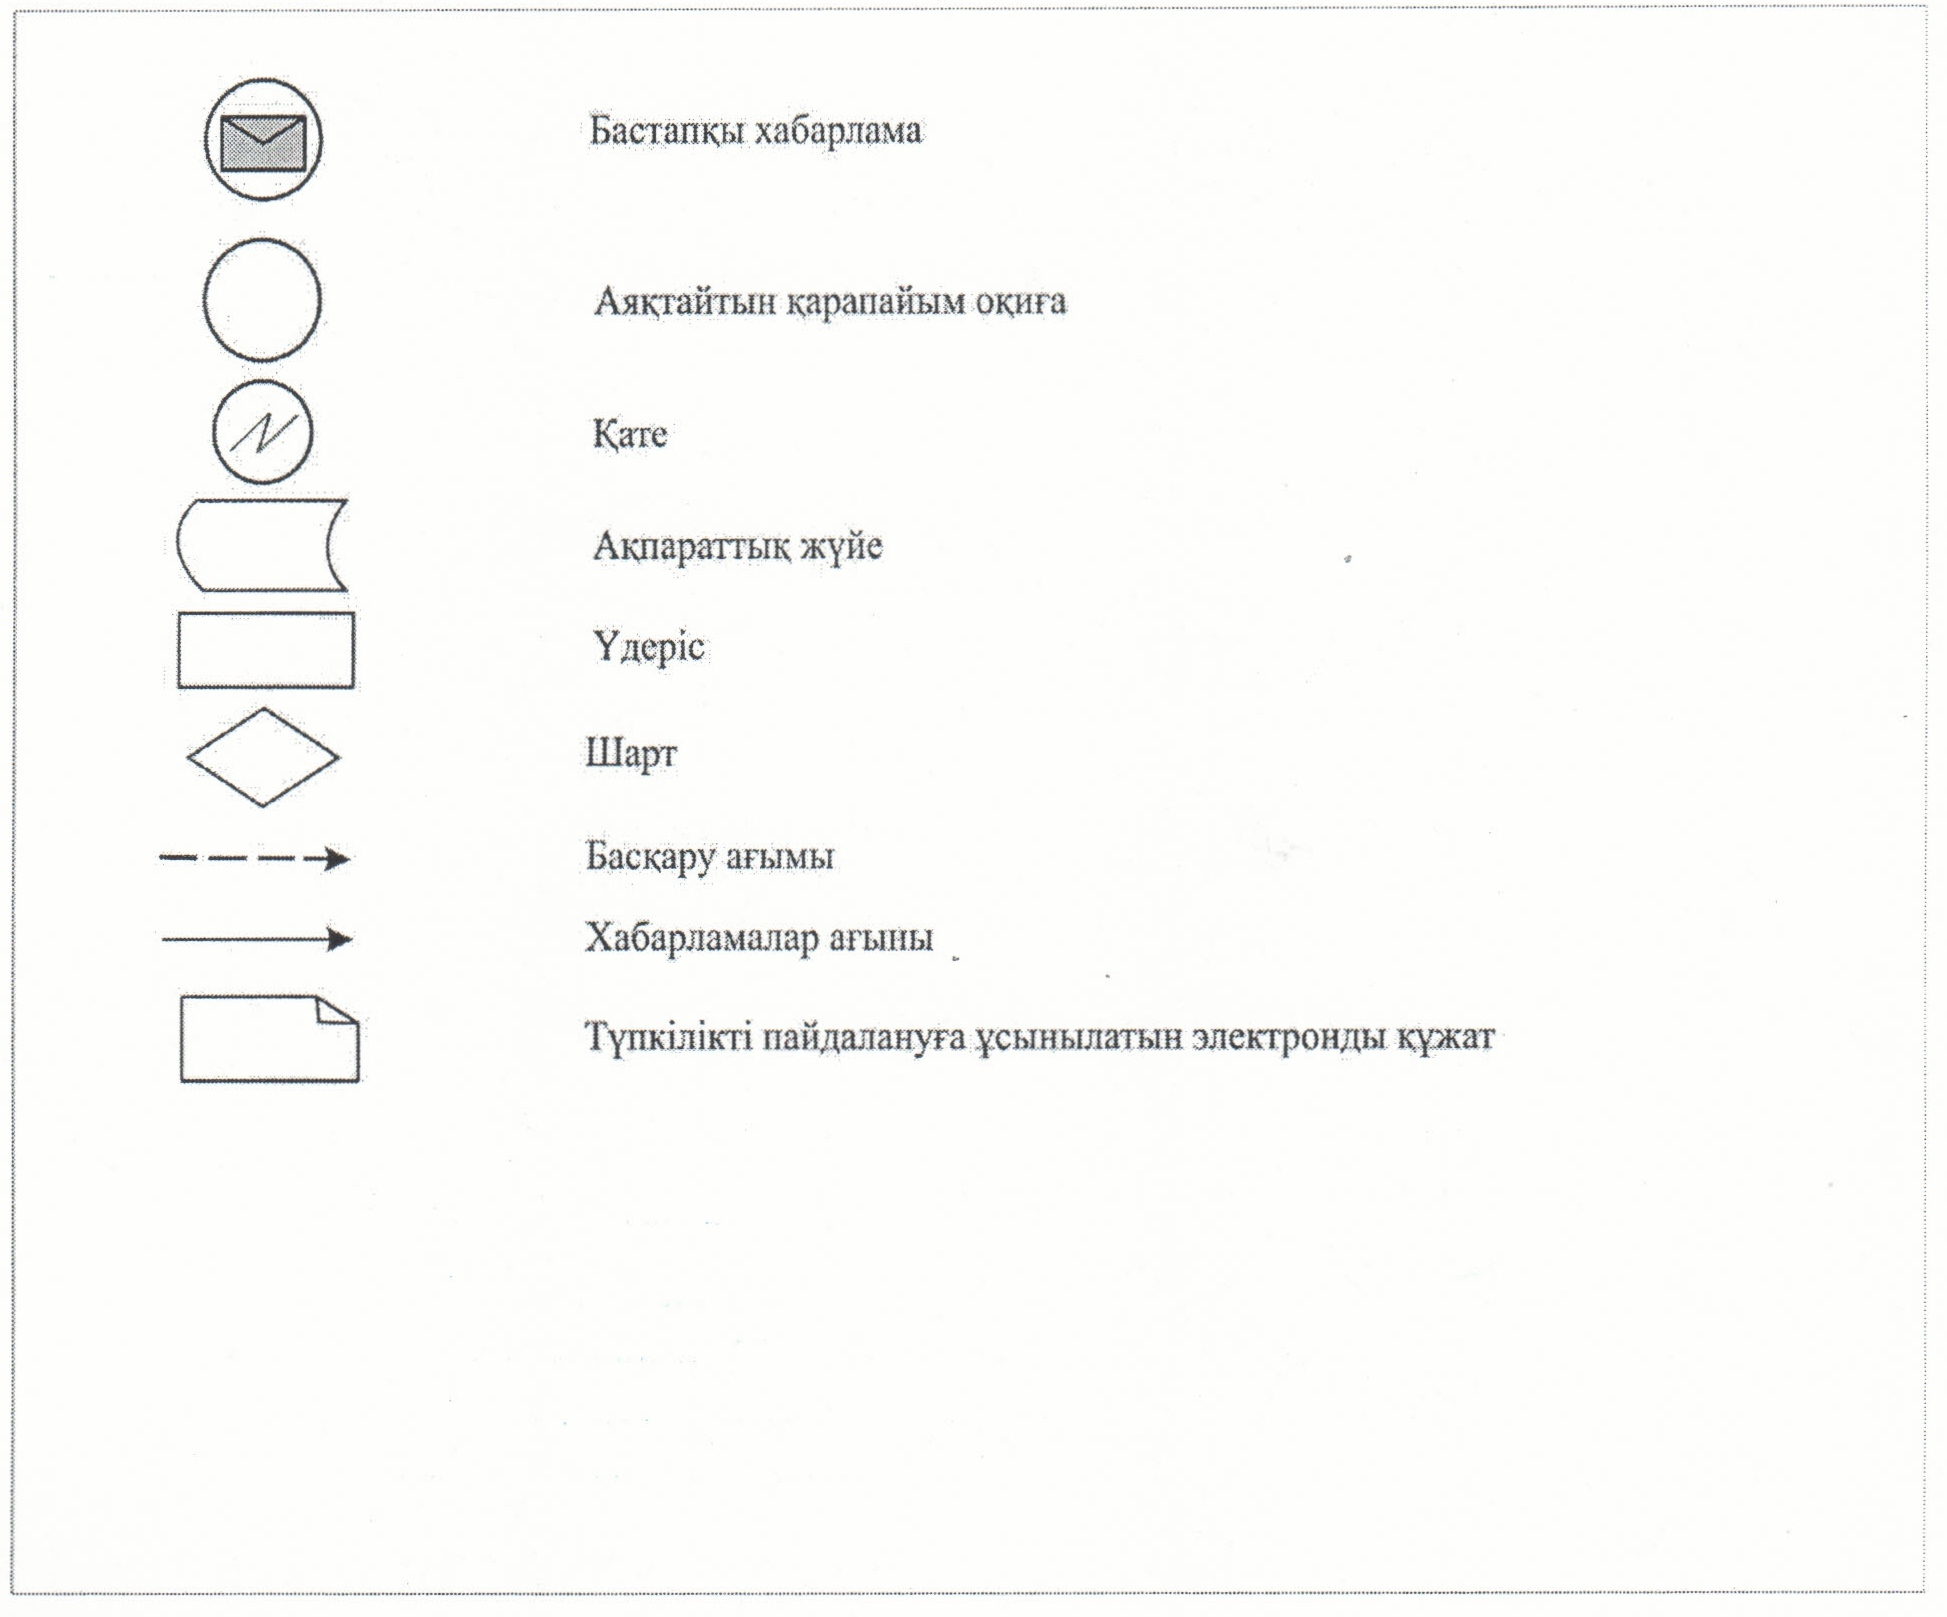 Бастапқы хабарлама
Аяқтайтын қарапайым оқиға
Қате
Ақпараттық жүйе
Үдеріс
Шарт
Басқару ағымы
Хабарламалар ағыны
Түпкілікті пайдалануға ұсынылатын электронды құжат